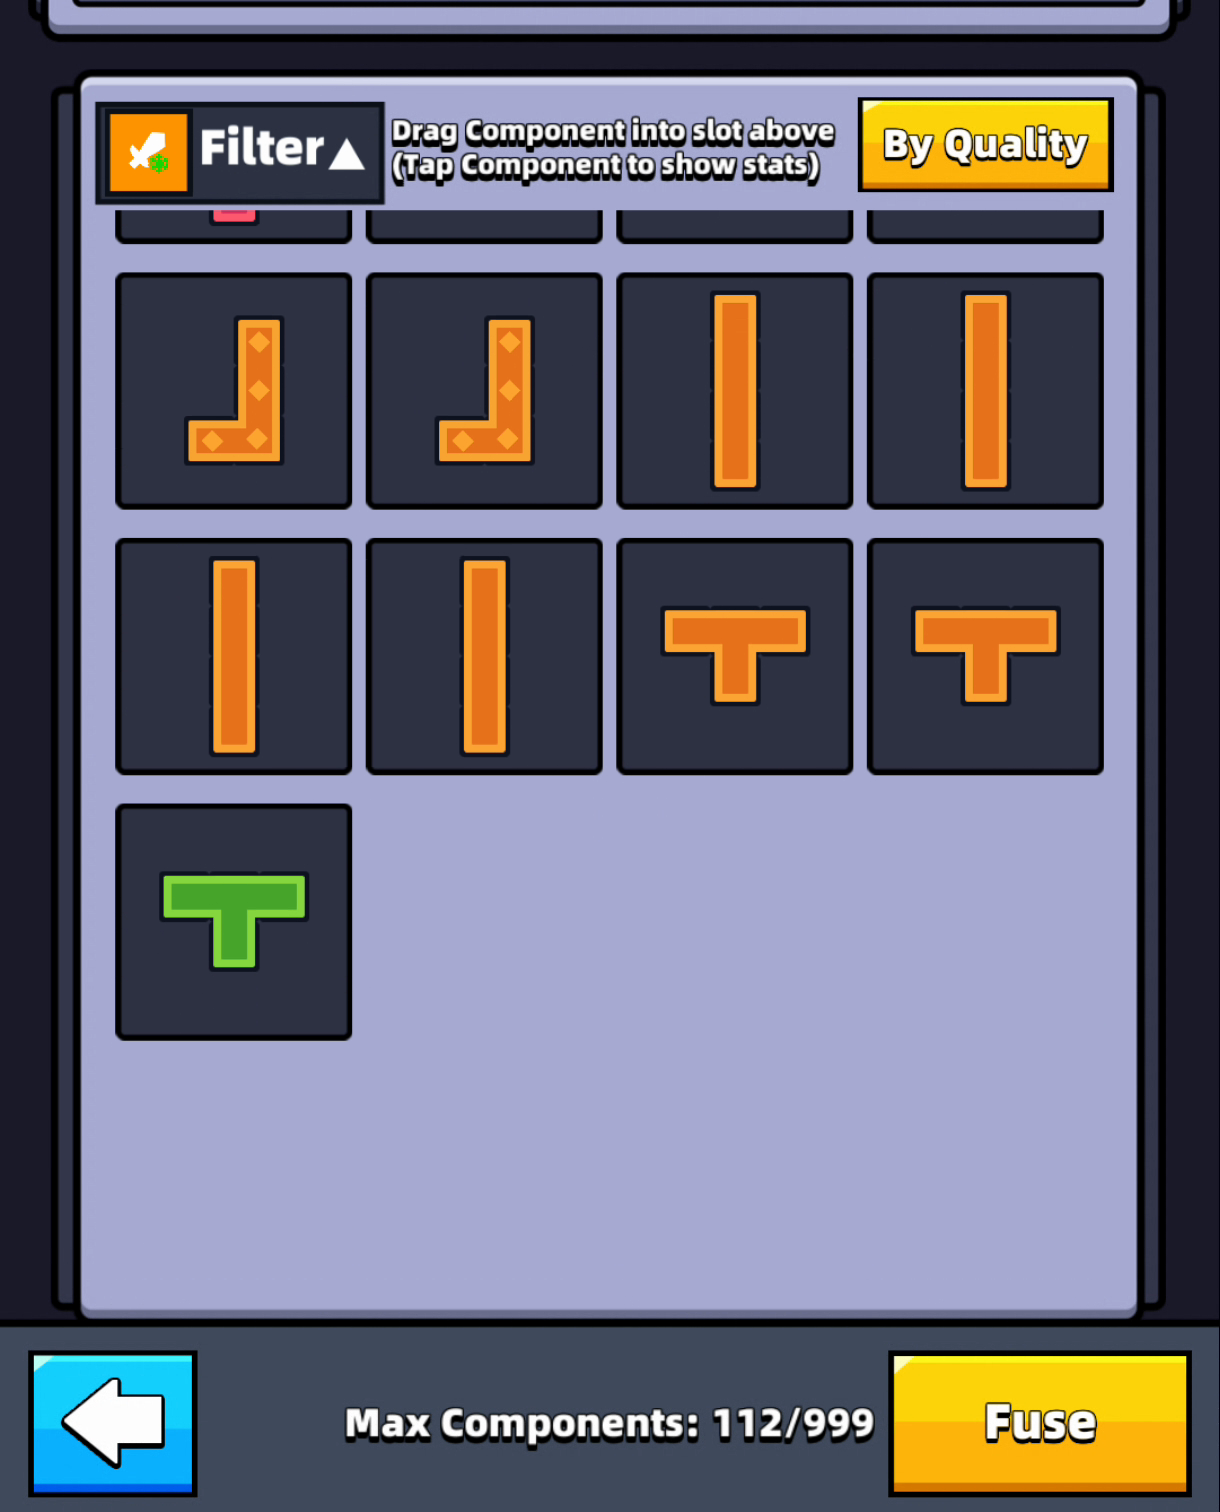 Filter
Drag Component into slot above
(Tap Component to show stats)
By Quality
Max Components: 112/999
Fuse